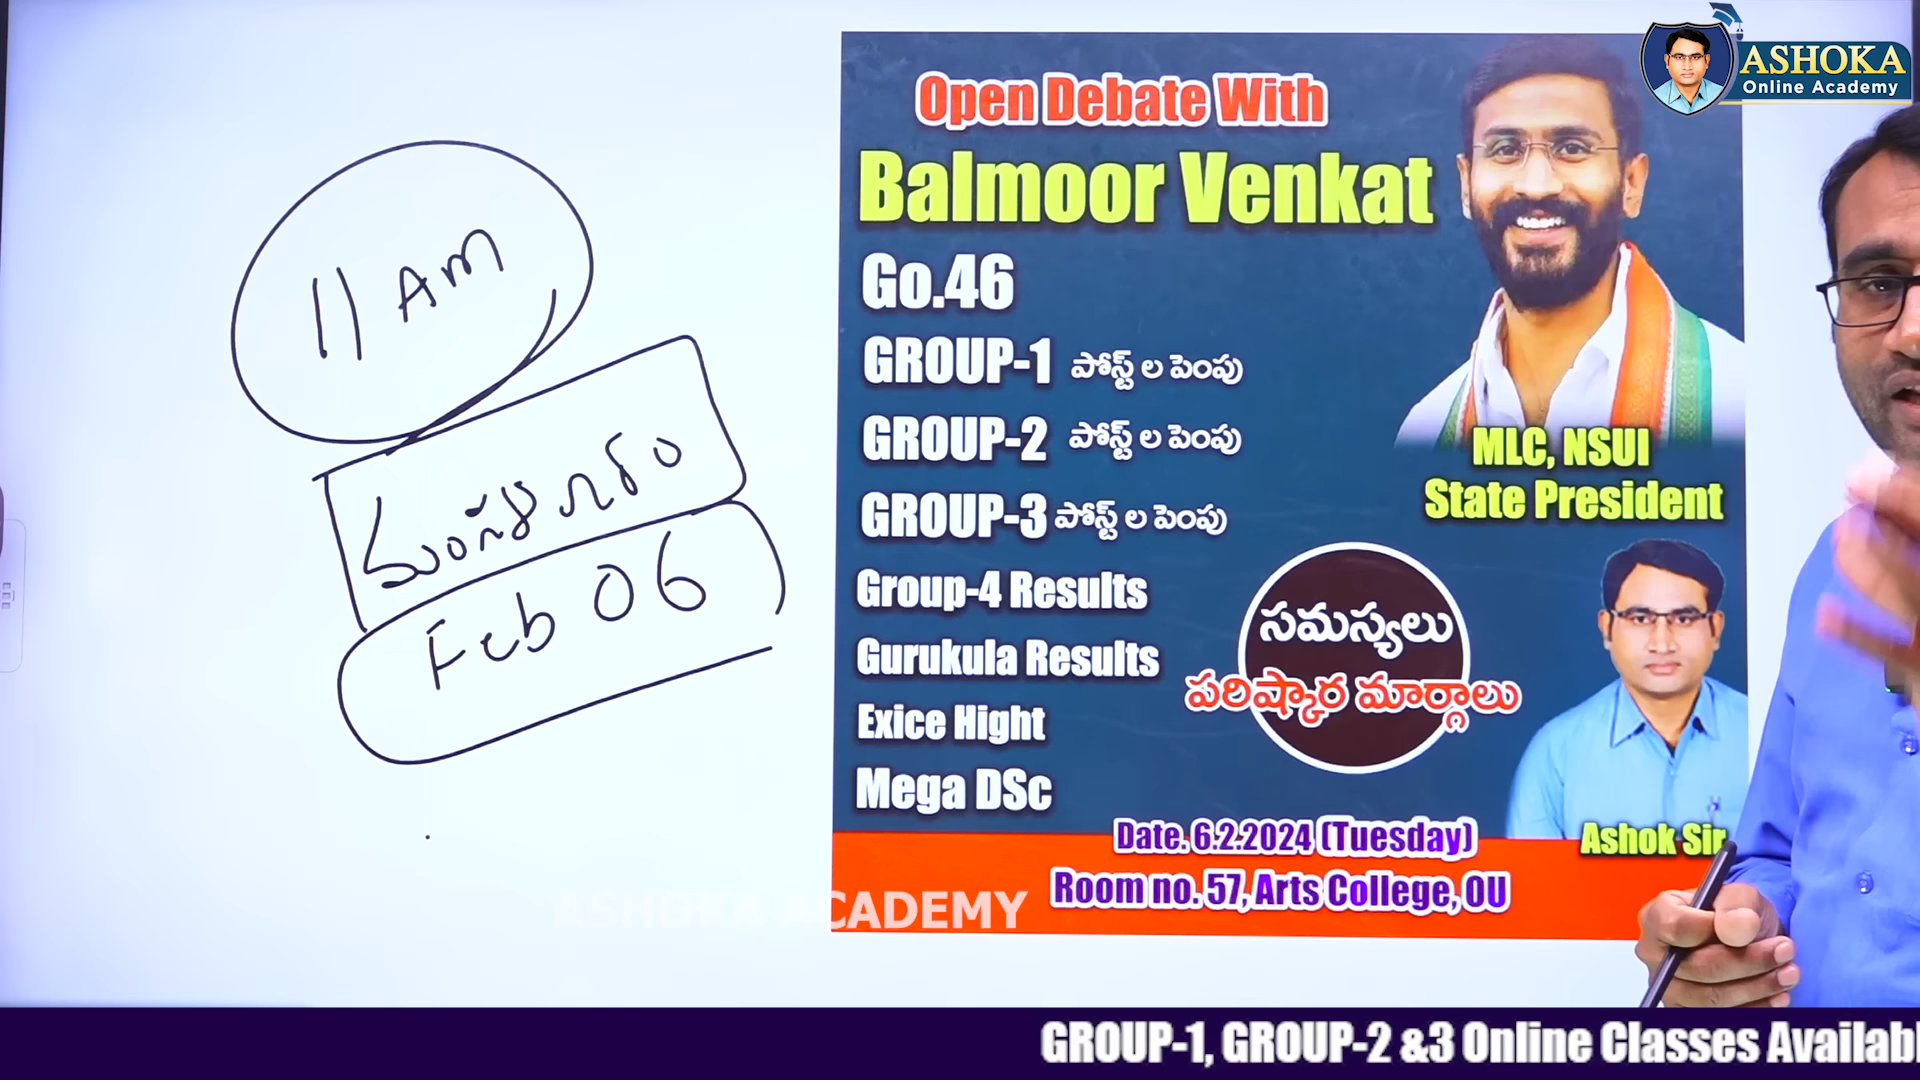 11 Am
మంగళవారం
Feb 06
Open Debate With
Balmoor Venkat
Go.46
GROUP-1 పోస్ట్ ల పెంపు
GROUP-2 పోస్ట్ ల పెంపు
GROUP-3 పోస్ట్ ల పెంపు
Group-4 Results
Gurukula Results
Exice Hight
Mega DSc
MLC, NSUI
State President
సమస్యలు
పరిష్కార మార్గాలు
Ashok Sir
Date. 6.2.2024 (Tuesday)
Room no. 57, Arts College, OU
ASHOKA
Online Academy
ASHOKA ACADEMY
GROUP-1, GROUP-2 &3 Online Classes Availabl